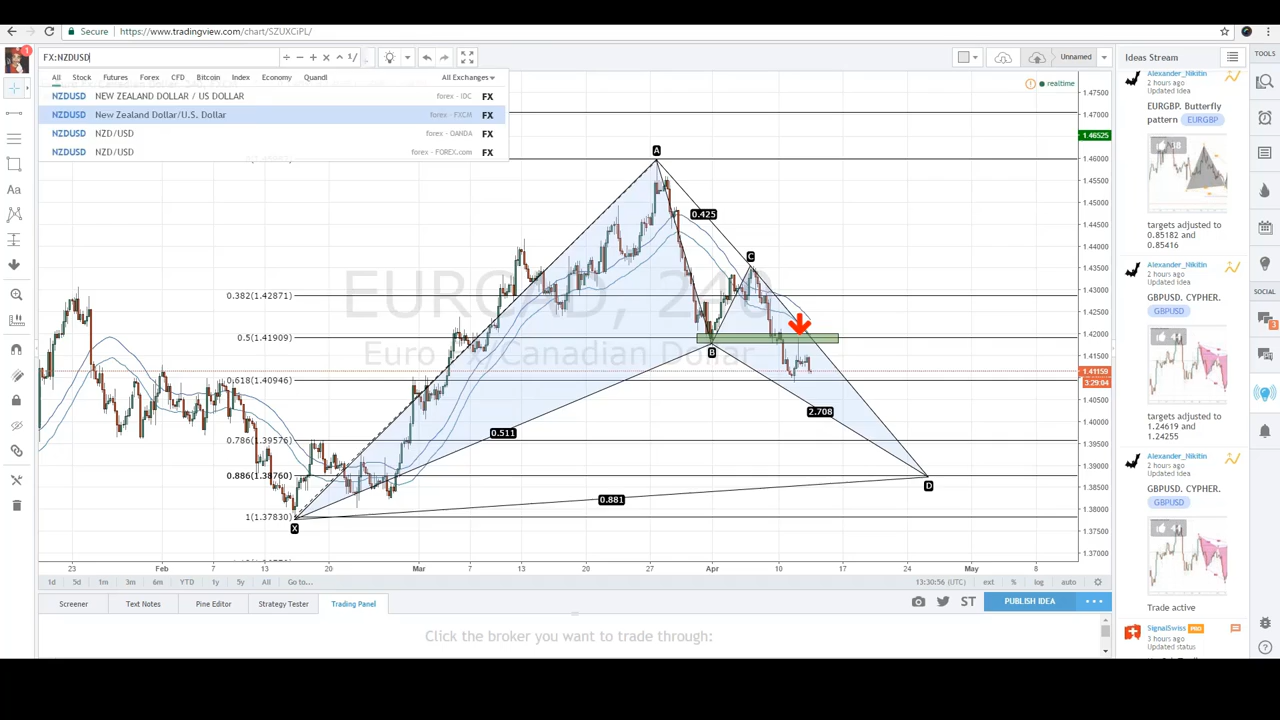 Secure https://www.tradingview.com/chart/SZUXCiPL/
1
FX:NZDUSD
Unnamed
Ideas Stream
TOOLS
All Stock Futures Forex CFD Bitcoin Index Economy Quandl All Exchanges
NZDUSD NEW ZEALAND DOLLAR / US DOLLAR forex - IDC FX
NZDUSD New Zealand Dollar/U.S. Dollar forex - FXCM FX
NZDUSD NZD/USD forex - OANDA FX
NZDUSD NZD/USD forex - FOREX.com FX
realtime
EURCAD, 24
Euro / Canadian Dollar
A
0.425
C
B
2.708
0.511
0.881
D
X
0.382(1.42871)
0.5(1.41909)
0.618(1.40946)
0.786(1.39576)
0.886(1.38760)
1(1.37830)
1.47500
1.47000
1.46525
1.46000
1.45500
1.45000
1.44500
1.44000
1.43500
1.43000
1.42500
1.42000
1.41500
1.41159
3:29:04
1.40500
1.40000
1.39500
1.39000
1.38500
1.38000
1.37500
1.37000
23 Feb 7 13 20 Mar 7 13 20 27 Apr 10 17 24 May 8
1d 5d 1m 3m 6m YTD 1y 5y All Go to... 13:30:56 (UTC) ext % log auto
Screener Text Notes Pine Editor Strategy Tester Trading Panel ST PUBLISH IDEA
Click the broker you want to trade through:
Alexander_Nikitin
2 hours ago
Updated idea
EURGBP. Butterfly
pattern EURGBP
targets adjusted to
0.85182 and
0.85416
Alexander_Nikitin
2 hours ago
Updated idea
GBPUSD. CYPHER.
GBPUSD
targets adjusted to
1.24619 and
1.24255
Alexander_Nikitin
2 hours ago
Updated idea
GBPUSD. CYPHER.
GBPUSD
Trade active
SignalSwiss PRO
3 hours ago
Updated status
SOCIAL
3